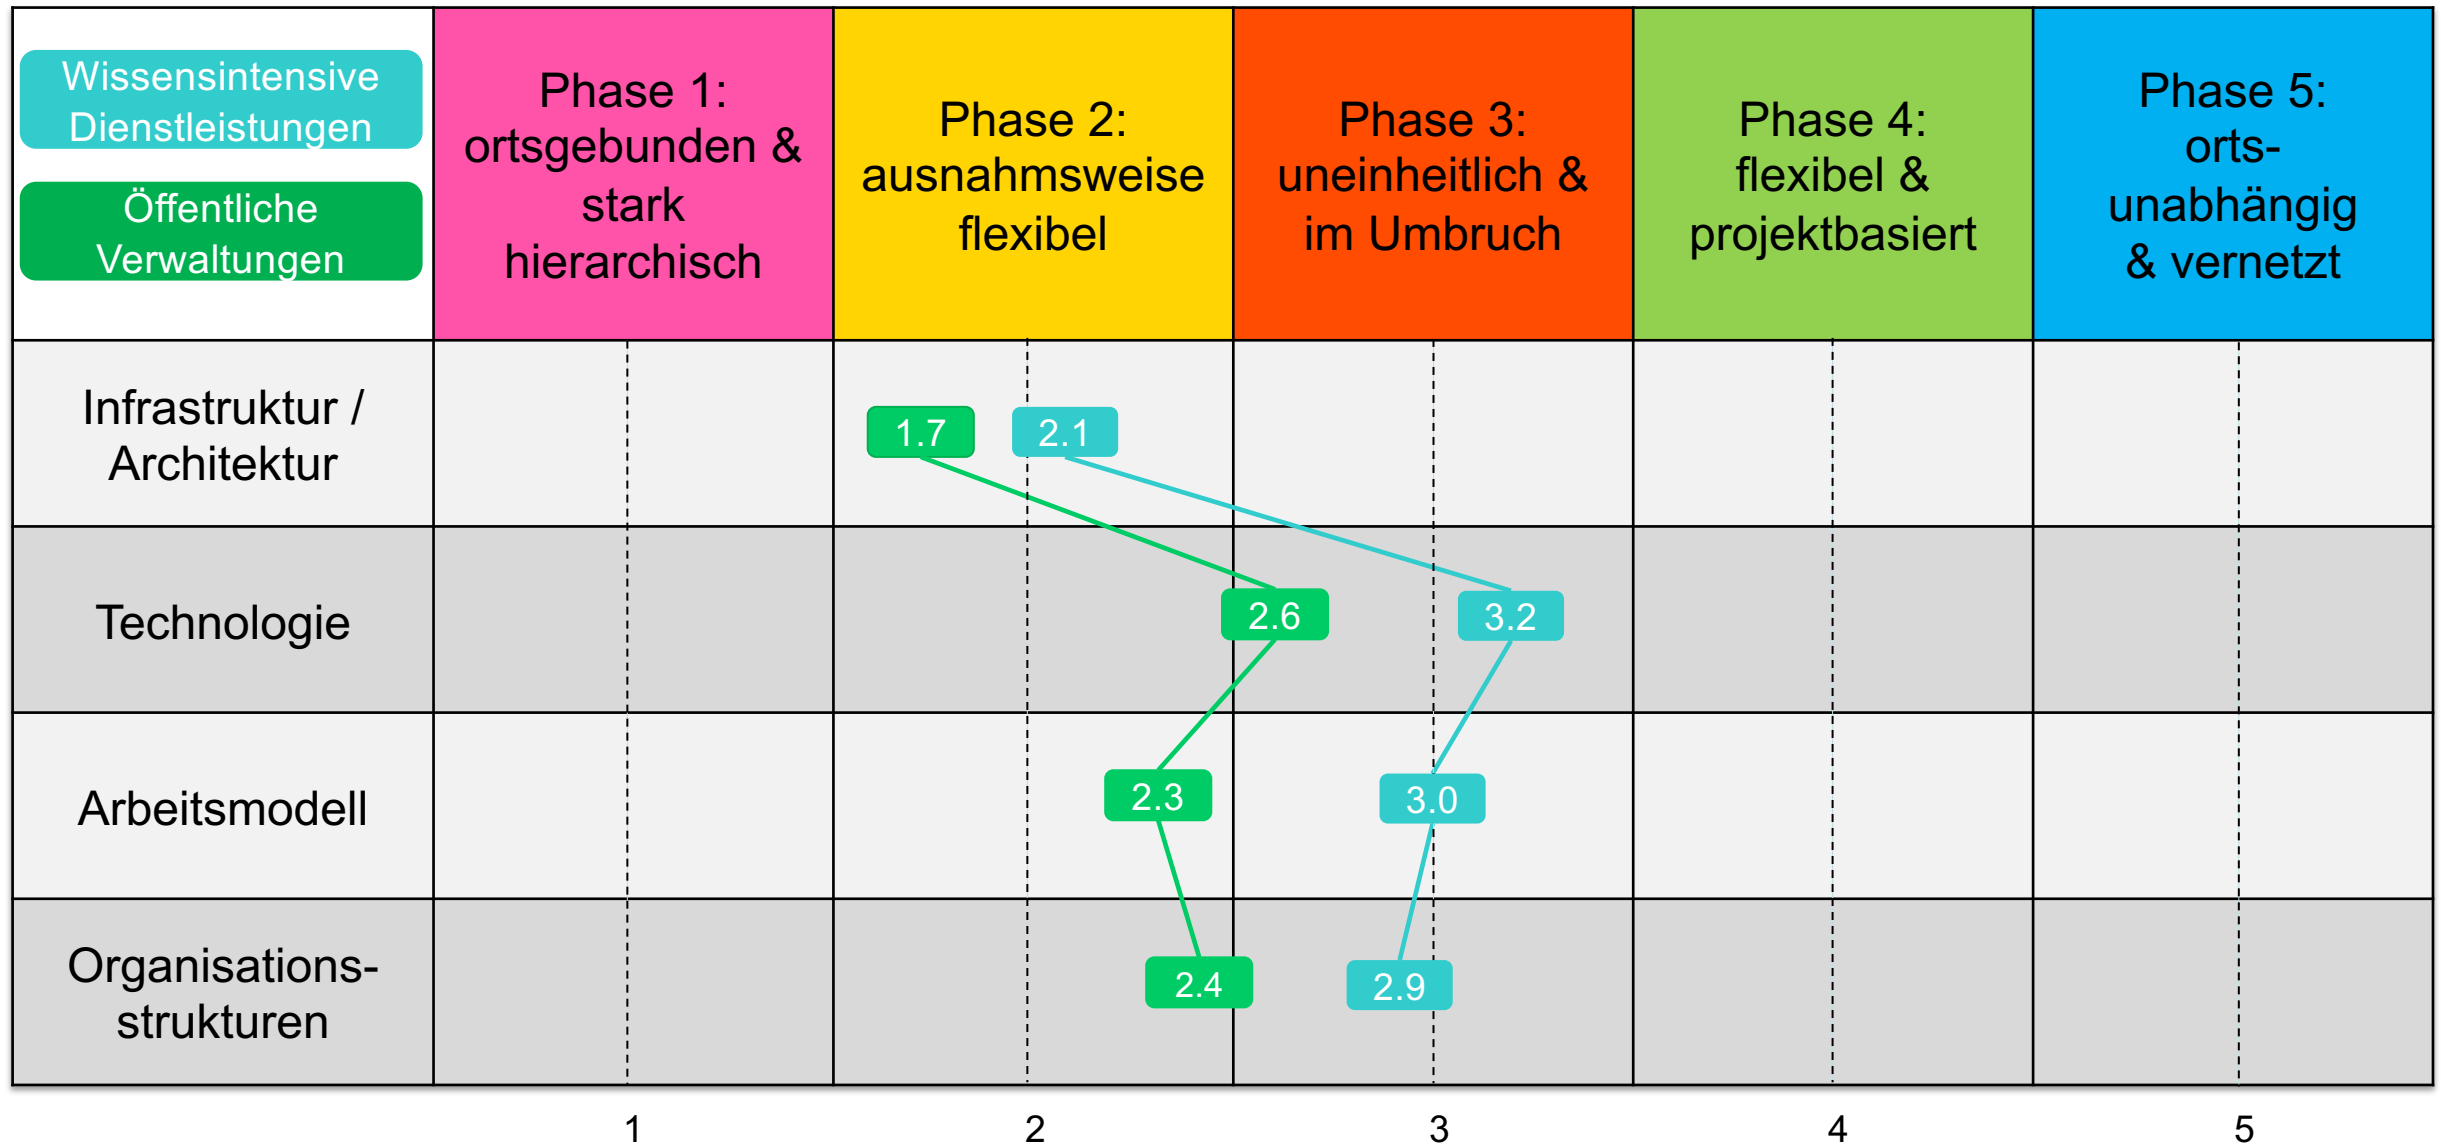 Wissensintensive
Dienstleistungen
Öffentliche
Verwaltungen
Phase 1:
ortsgebunden &
stark
hierarchisch
Phase 2:
ausnahmsweise
flexibel
Phase 3:
uneinheitlich &
im Umbruch
Phase 4:
flexibel &
projektbasiert
Phase 5:
orts-
unabhängig
& vernetzt
Infrastruktur /
Architektur
1.7
2.1
Technologie
2.6
3.2
Arbeitsmodell
2.3
3.0
Organisations-
strukturen
2.4
2.9
1
2
3
4
5